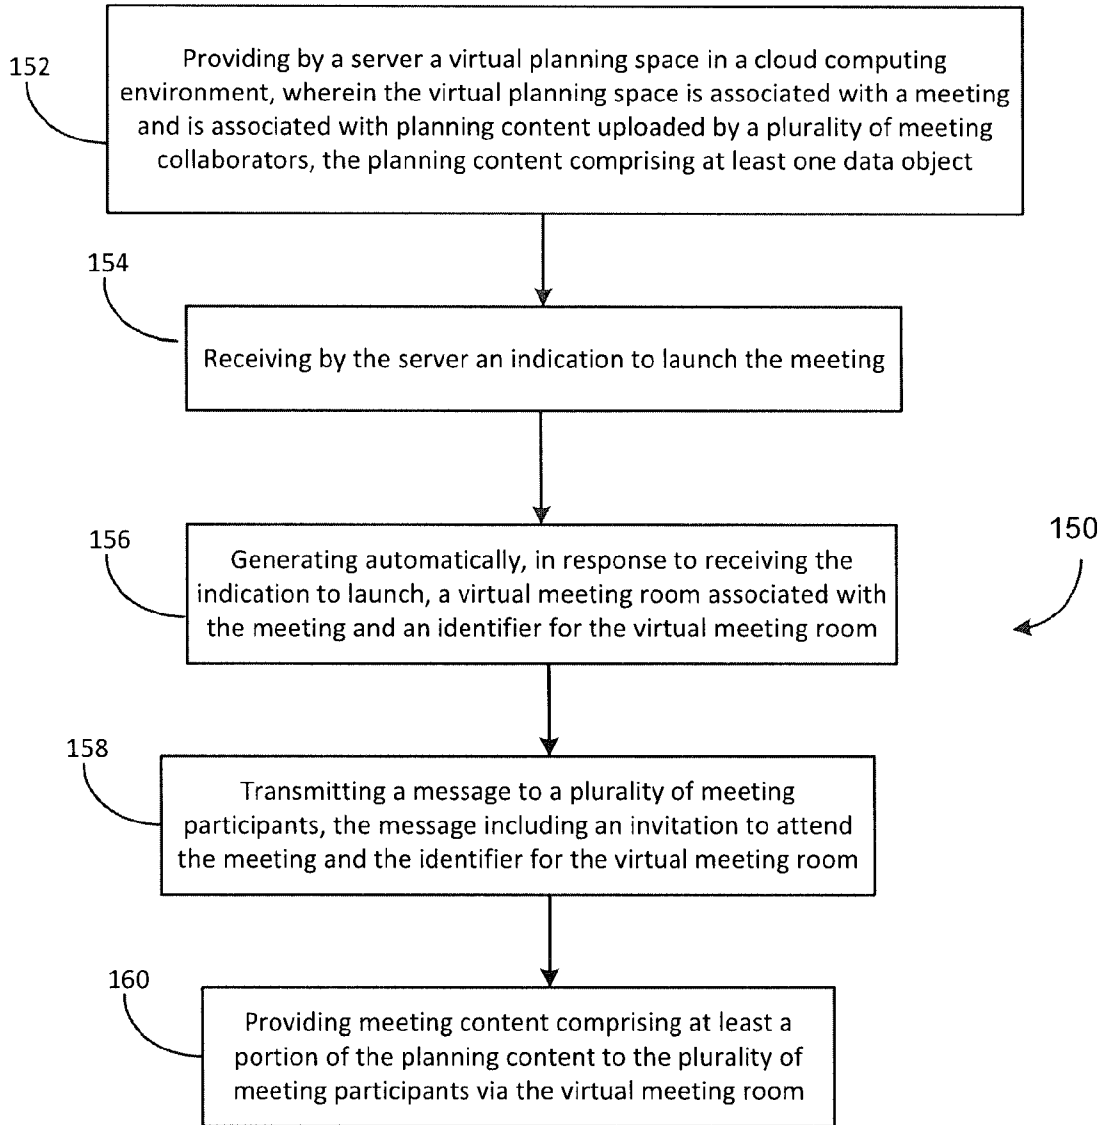 152
Providing by a server a virtual planning space in a cloud computing
environment, wherein the virtual planning space is associated with a meeting
and is associated with planning content uploaded by a plurality of meeting
collaborators, the planning content comprising at least one data object
154
Receiving by the server an indication to launch the meeting
156
Generating automatically, in response to receiving the
indication to launch, a virtual meeting room associated with
the meeting and an identifier for the virtual meeting room
150
158
Transmitting a message to a plurality of meeting
participants, the message including an invitation to attend
the meeting and the identifier for the virtual meeting room
160
Providing meeting content comprising at least a
portion of the planning content to the plurality of
meeting participants via the virtual meeting room